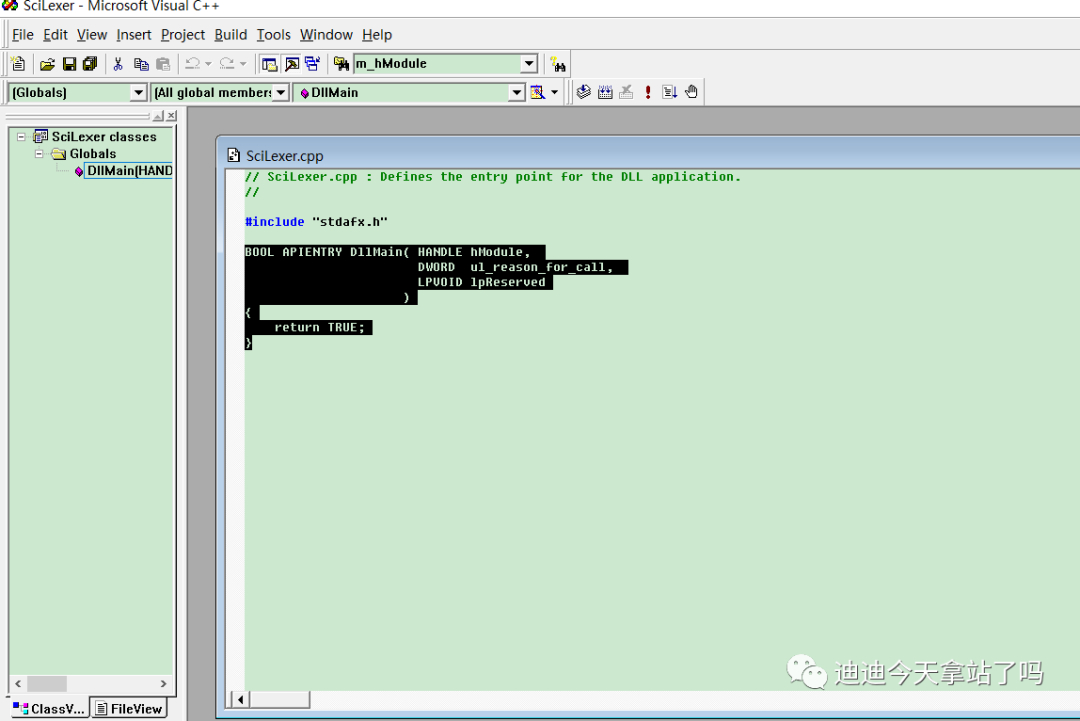 SciLexer - Microsoft Visual C++
File Edit View Insert Project Build Tools Window Help
m_hModule
(Globals) (All global members DllMain
SciLexer classes
Globals
DllMain(HAND
SciLexer.cpp
// SciLexer.cpp : Defines the entry point for the DLL application.
//
#include "stdafx.h"
BOOL APIENTRY DllMain( HANDLE hModule,
DWORD ul_reason_for_call,
LPVOID lpReserved
)
{
return TRUE;
}
迪迪今天拿站了吗
ClassV... FileView